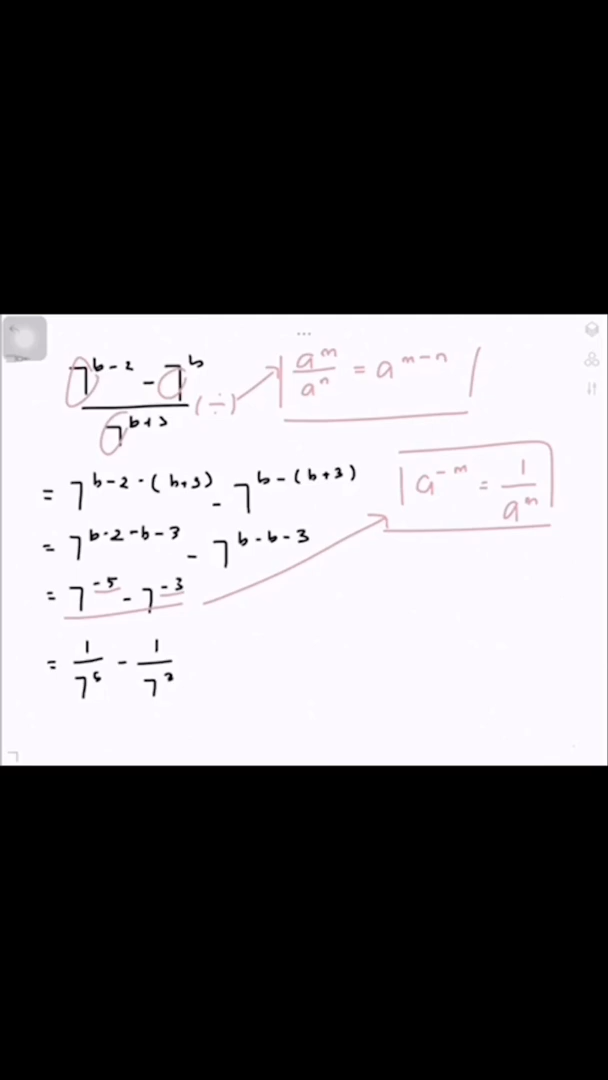 7^{b-2} - 7^{b}
7^{b+3} (÷) a^{m}/a^{n} = a^{m-n}
= 7^{b-2-(b+3)} - 7^{b-(b+3)}
a^{-m} = 1/a^{m}
= 7^{b-2-b-3} - 7^{b-b-3}
= 7^{-5} - 7^{-3}
= 1/7^{5} - 1/7^{3}